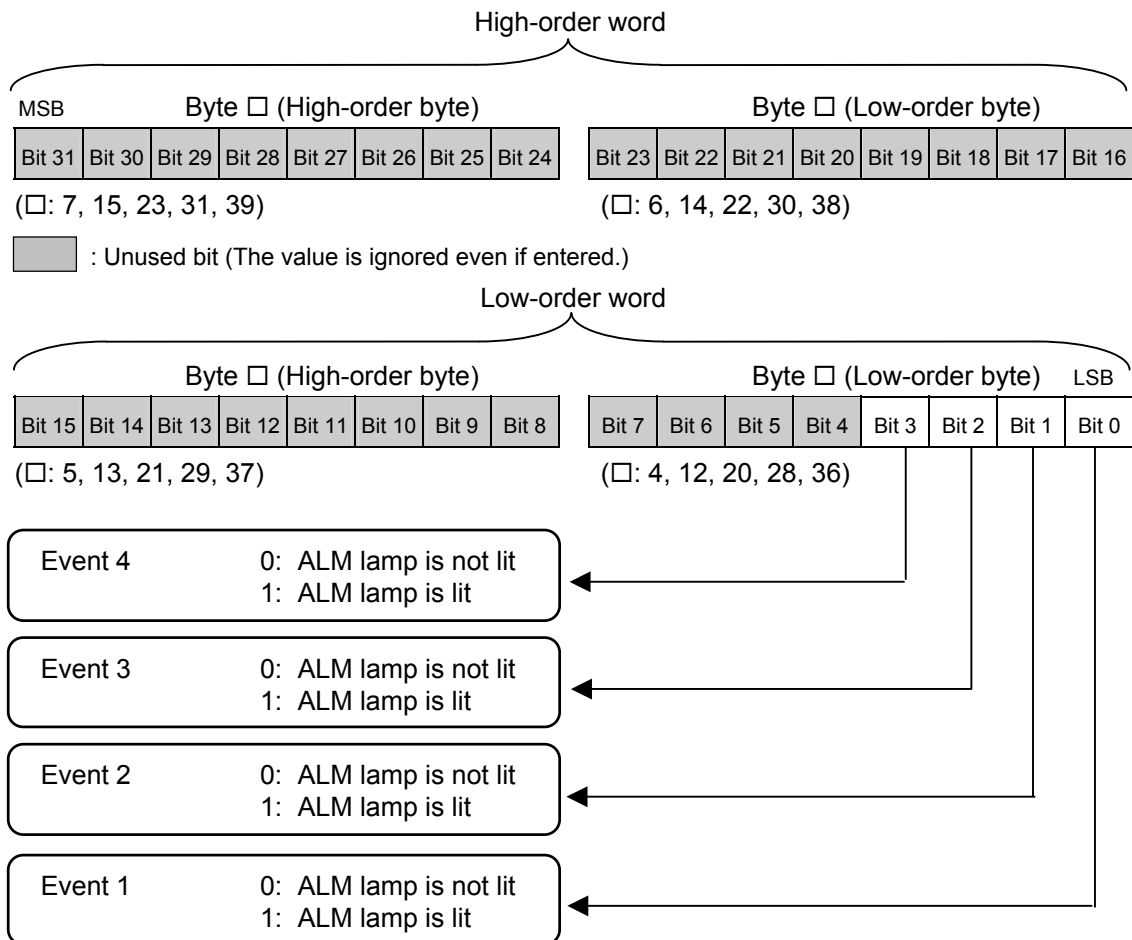 High-order word
MSB Byte □ (High-order byte) Byte □ (Low-order byte)
Bit 31 Bit 30 Bit 29 Bit 28 Bit 27 Bit 26 Bit 25 Bit 24 Bit 23 Bit 22 Bit 21 Bit 20 Bit 19 Bit 18 Bit 17 Bit 16
(□: 7, 15, 23, 31, 39) (□: 6, 14, 22, 30, 38)
: Unused bit (The value is ignored even if entered.)
Low-order word
Byte □ (High-order byte) Byte □ (Low-order byte) LSB
Bit 15 Bit 14 Bit 13 Bit 12 Bit 11 Bit 10 Bit 9 Bit 8 Bit 7 Bit 6 Bit 5 Bit 4 Bit 3 Bit 2 Bit 1 Bit 0
(□: 5, 13, 21, 29, 37) (□: 4, 12, 20, 28, 36)
Event 4 0: ALM lamp is not lit
1: ALM lamp is lit
Event 3 0: ALM lamp is not lit
1: ALM lamp is lit
Event 2 0: ALM lamp is not lit
1: ALM lamp is lit
Event 1 0: ALM lamp is not lit
1: ALM lamp is lit